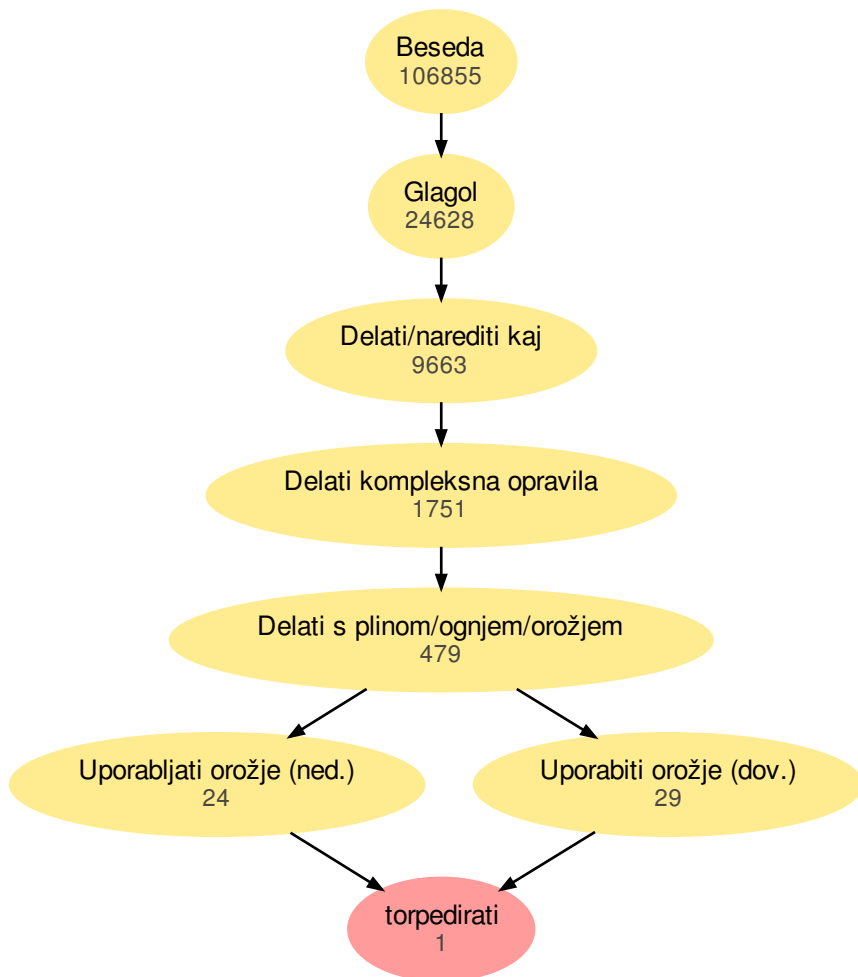 Beseda
106855
Glagol
24628
Delati/narediti kaj
9663
Delati kompleksna opravila
1751
Delati s plinom/ognjem/orožjem
479
Uporabljati orožje (ned.)
24
Uporabiti orožje (dov.)
29
torpedirati
1